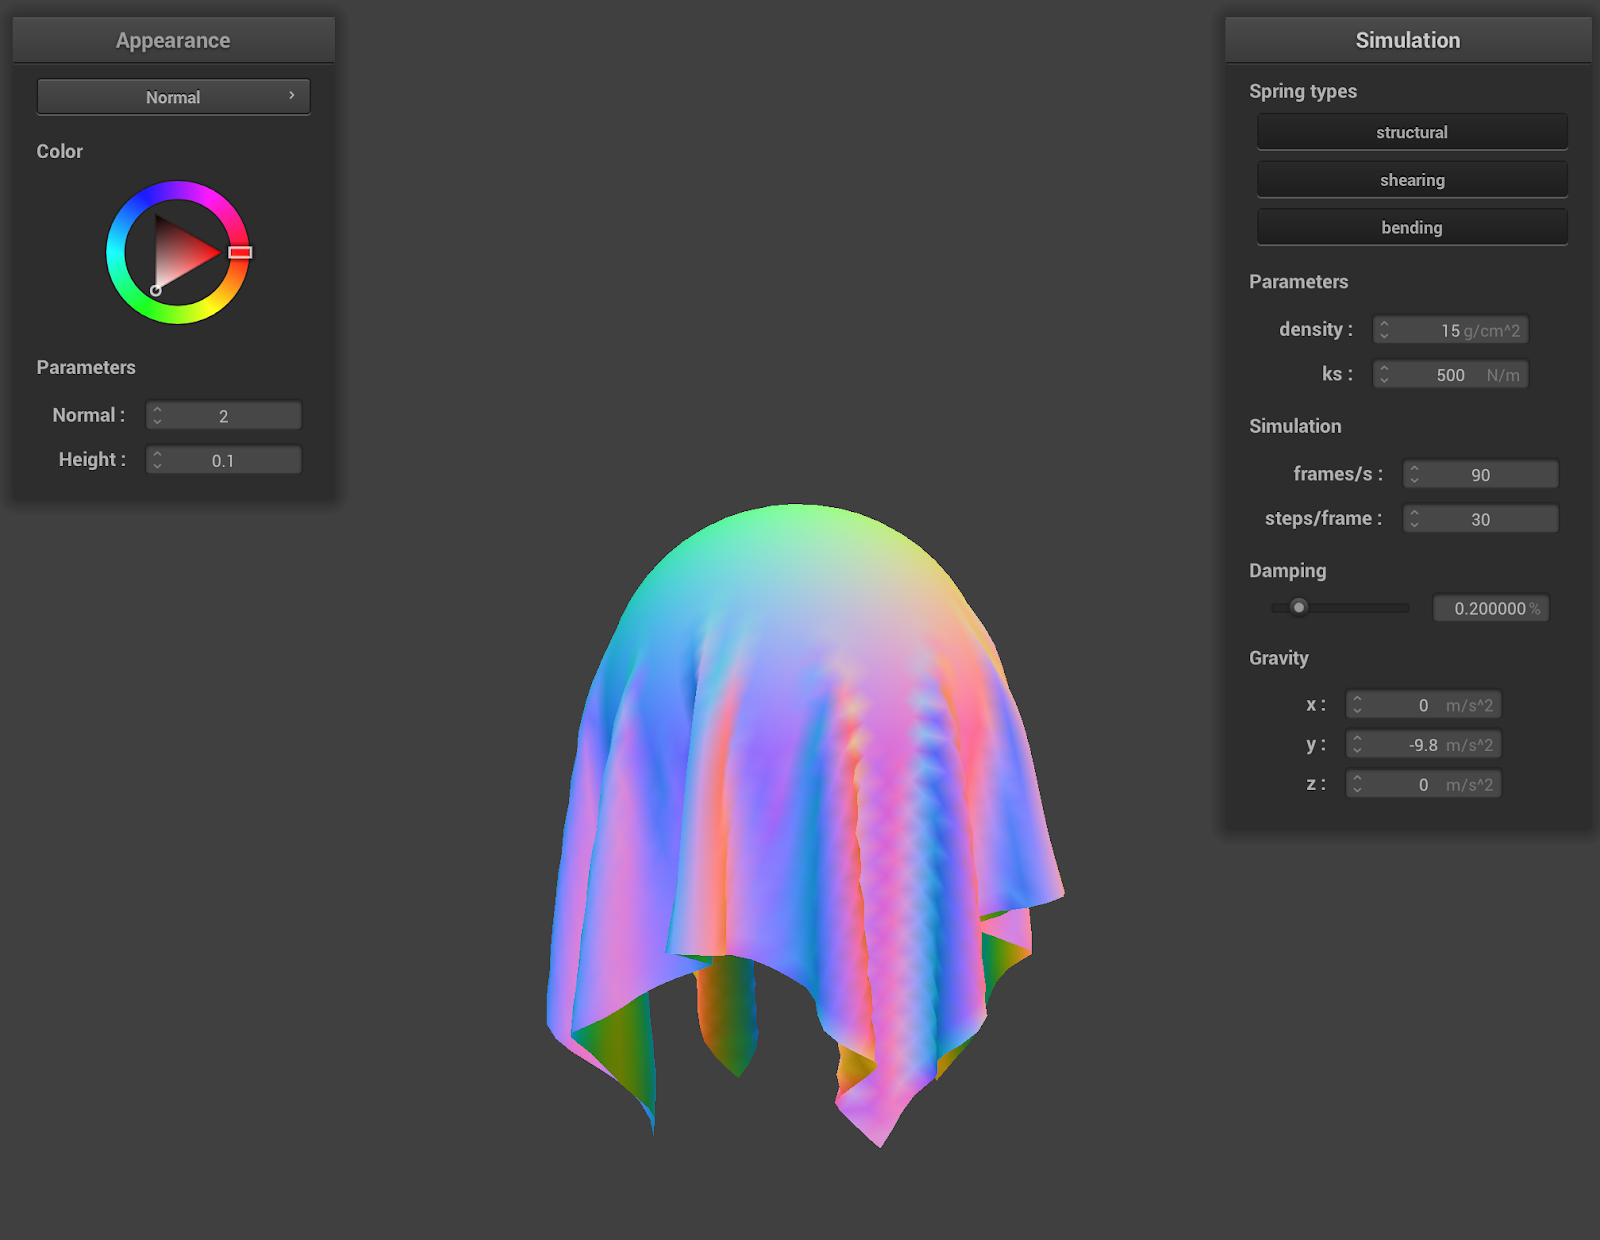 Appearance
Normal
Color
Parameters
Normal : 2
Height : 0.1
Simulation
Spring types
structural
shearing
bending
Parameters
density : 15 g/cm^2
ks : 500 N/m
Simulation
frames/s : 90
steps/frame : 30
Damping
0.200000 %
Gravity
x : 0 m/s^2
y : -9.8 m/s^2
z : 0 m/s^2